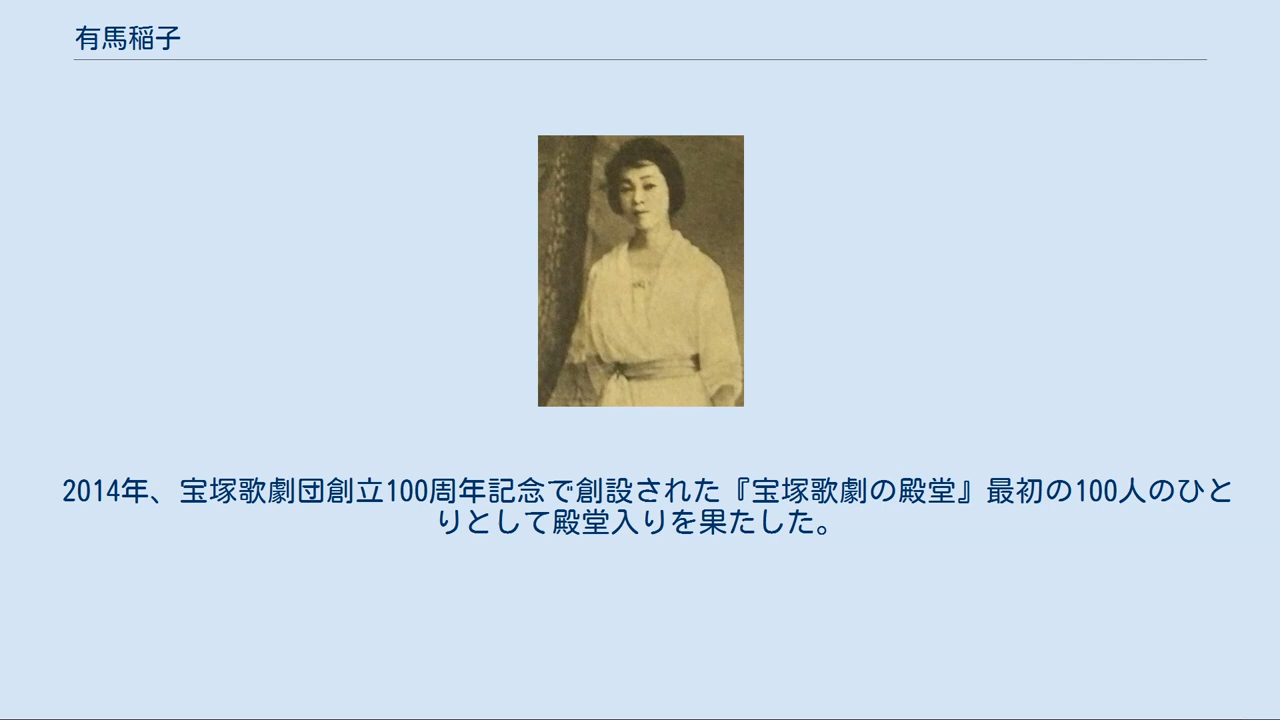 有馬稲子
2014年、宝塚歌劇団創立100周年記念で創設された『宝塚歌劇の殿堂』最初の100人のひと
りとして殿堂入りを果たした。